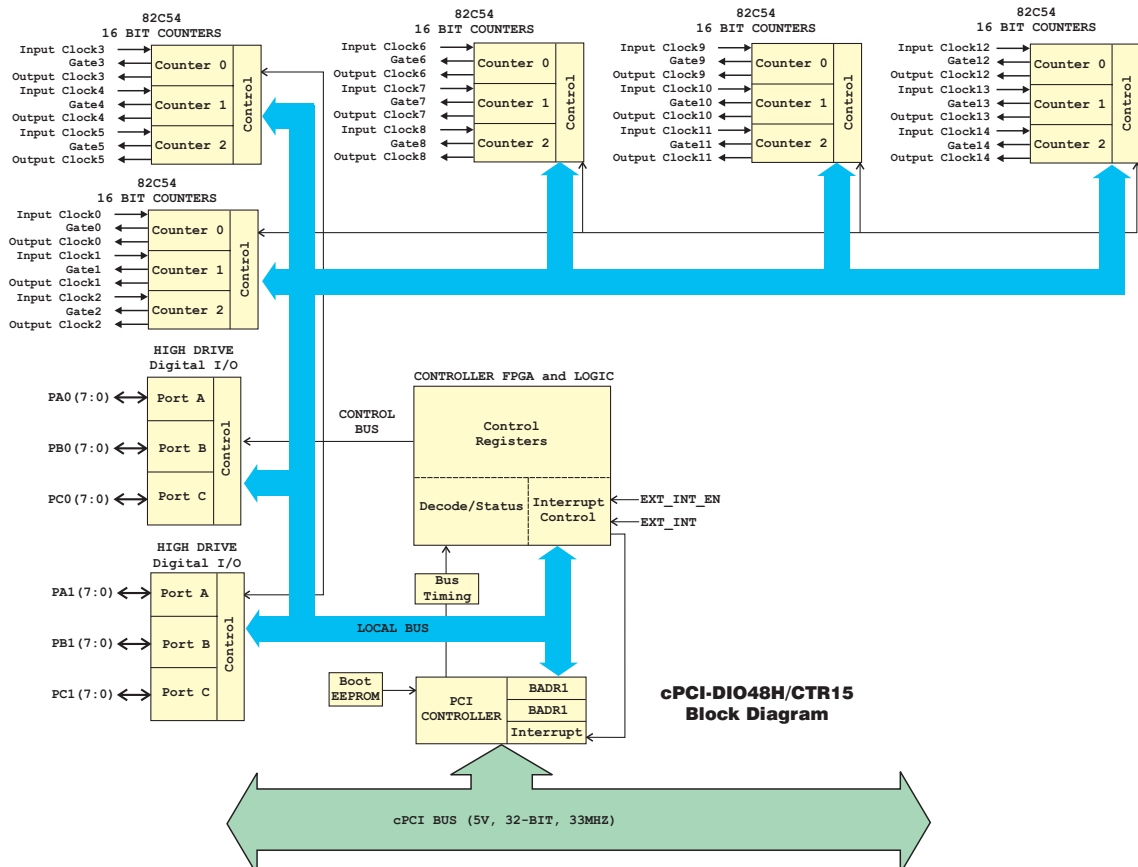 82C54
16 BIT COUNTERS
Input Clock3
Gate3
Output Clock3
Input Clock4
Gate4
Output Clock4
Input Clock5
Gate5
Output Clock5
Counter 0
Counter 1
Counter 2
Control
82C54
16 BIT COUNTERS
Input Clock6
Gate6
Output Clock6
Input Clock7
Gate7
Output Clock7
Input Clock8
Gate8
Output Clock8
Counter 0
Counter 1
Counter 2
Control
82C54
16 BIT COUNTERS
Input Clock9
Gate9
Output Clock9
Input Clock10
Gate10
Output Clock10
Input Clock11
Gate11
Output Clock11
Counter 0
Counter 1
Counter 2
Control
82C54
16 BIT COUNTERS
Input Clock12
Gate12
Output Clock12
Input Clock13
Gate13
Output Clock13
Input Clock14
Gate14
Output Clock14
Counter 0
Counter 1
Counter 2
Control
82C54
16 BIT COUNTERS
Input Clock0
Gate0
Output Clock0
Input Clock1
Gate1
Output Clock1
Input Clock2
Gate2
Output Clock2
Counter 0
Counter 1
Counter 2
Control
HIGH DRIVE
Digital I/O
PA0(7:0)
PB0(7:0)
PC0(7:0)
Port A
Port B
Port C
Control
CONTROL
BUS
CONTROLLER FPGA and LOGIC
Control
Registers
Decode/Status
Interrupt
Control
EXT_INT_EN
EXT_INT
HIGH DRIVE
Digital I/O
PA1(7:0)
PB1(7:0)
PC1(7:0)
Port A
Port B
Port C
Control
Bus
Timing
LOCAL BUS
Boot
EEPROM
PCI
CONTROLLER
BADR1
BADR1
Interrupt
cPCI-DIO48H/CTR15
Block Diagram
cPCI BUS (5V, 32-BIT, 33MHZ)